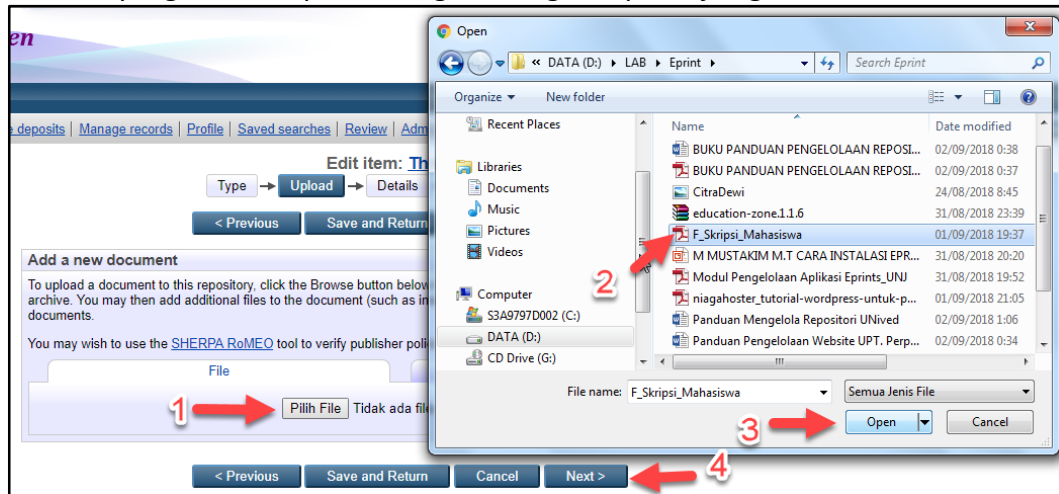 en
Open
« DATA (D:) ▸ LAB ▸ Eprint ▸
Search Eprint
Organize
New folder
deposits | Manage records | Profile | Saved searches | Review | Adm
Edit item: Th
Type
Upload
Details
< Previous
Save and Return
Add a new document
To upload a document to this repository, click the Browse button below
archive. You may then add additional files to the document (such as im
documents.
You may wish to use the SHERPA RoMEO tool to verify publisher poli
File
1
Pilih File Tidak ada file
< Previous
Save and Return
Cancel
Next >
4
Recent Places
Libraries
Documents
Music
Pictures
Videos
Computer
S3A9797D002 (C:)
DATA (D:)
CD Drive (G:)
Name Date modified
BUKU PANDUAN PENGELOLAAN REPOSI... 02/09/2018 0:38
BUKU PANDUAN PENGELOLAAN REPOSI... 02/09/2018 0:37
CitraDewi 24/08/2018 8:45
education-zone.1.1.6 31/08/2018 23:39
F_Skripsi_Mahasiswa 01/09/2018 19:37
M MUSTAKIM M.T CARA INSTALASI EPR... 31/08/2018 20:20
Modul Pengelolaan Aplikasi Eprints_UNJ 31/08/2018 19:52
niagahoster_tutorial-wordpress-untuk-p... 01/09/2018 21:05
Panduan Mengelola Repositori UNived 02/09/2018 1:06
Panduan Pengelolaan Website UPT. Perp... 02/09/2018 0:34
2
File name: F_Skripsi_Mahasiswa
Semua Jenis File
3
Open
Cancel